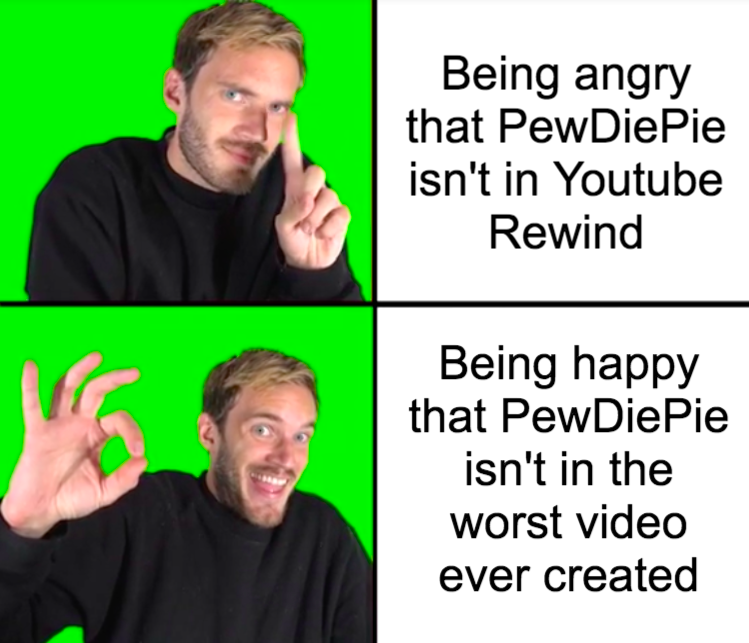 Being angry
that PewDiePie
isn't in Youtube
Rewind
Being happy
that PewDiePie
isn't in the
worst video
ever created